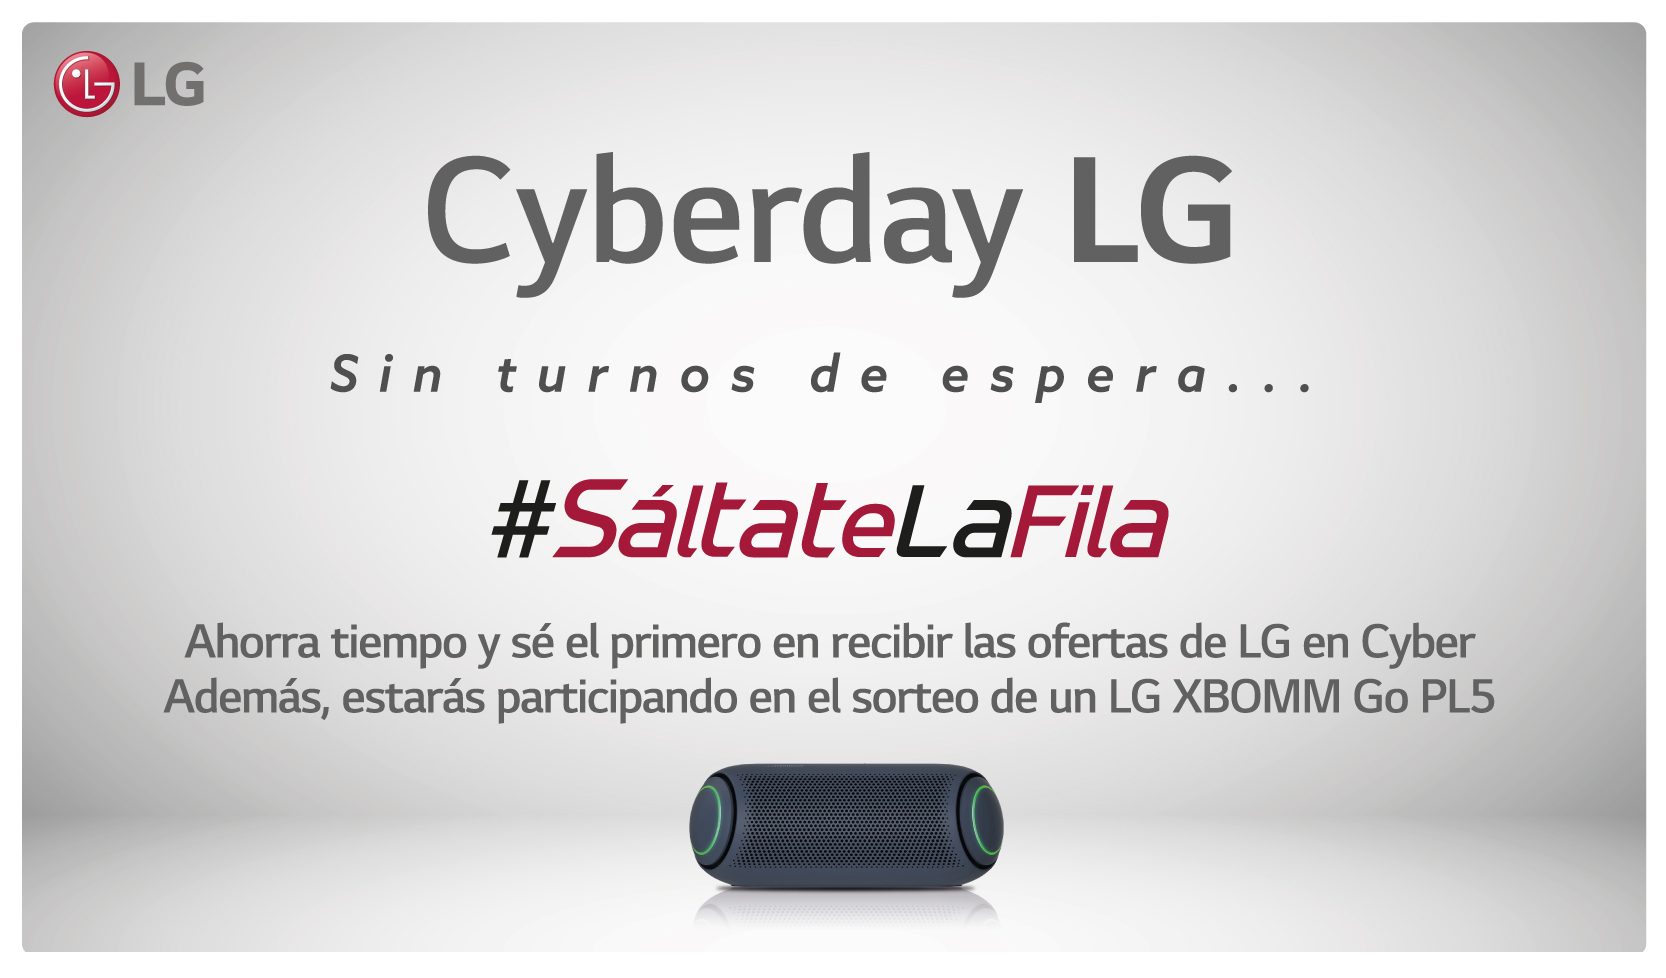 LG
Cyberday LG
Sin turnos de espera...
#SáltateLaFila
Ahorra tiempo y sé el primero en recibir las ofertas de LG en Cyber
Además, estarás participando en el sorteo de un LG XBOMM Go PL5